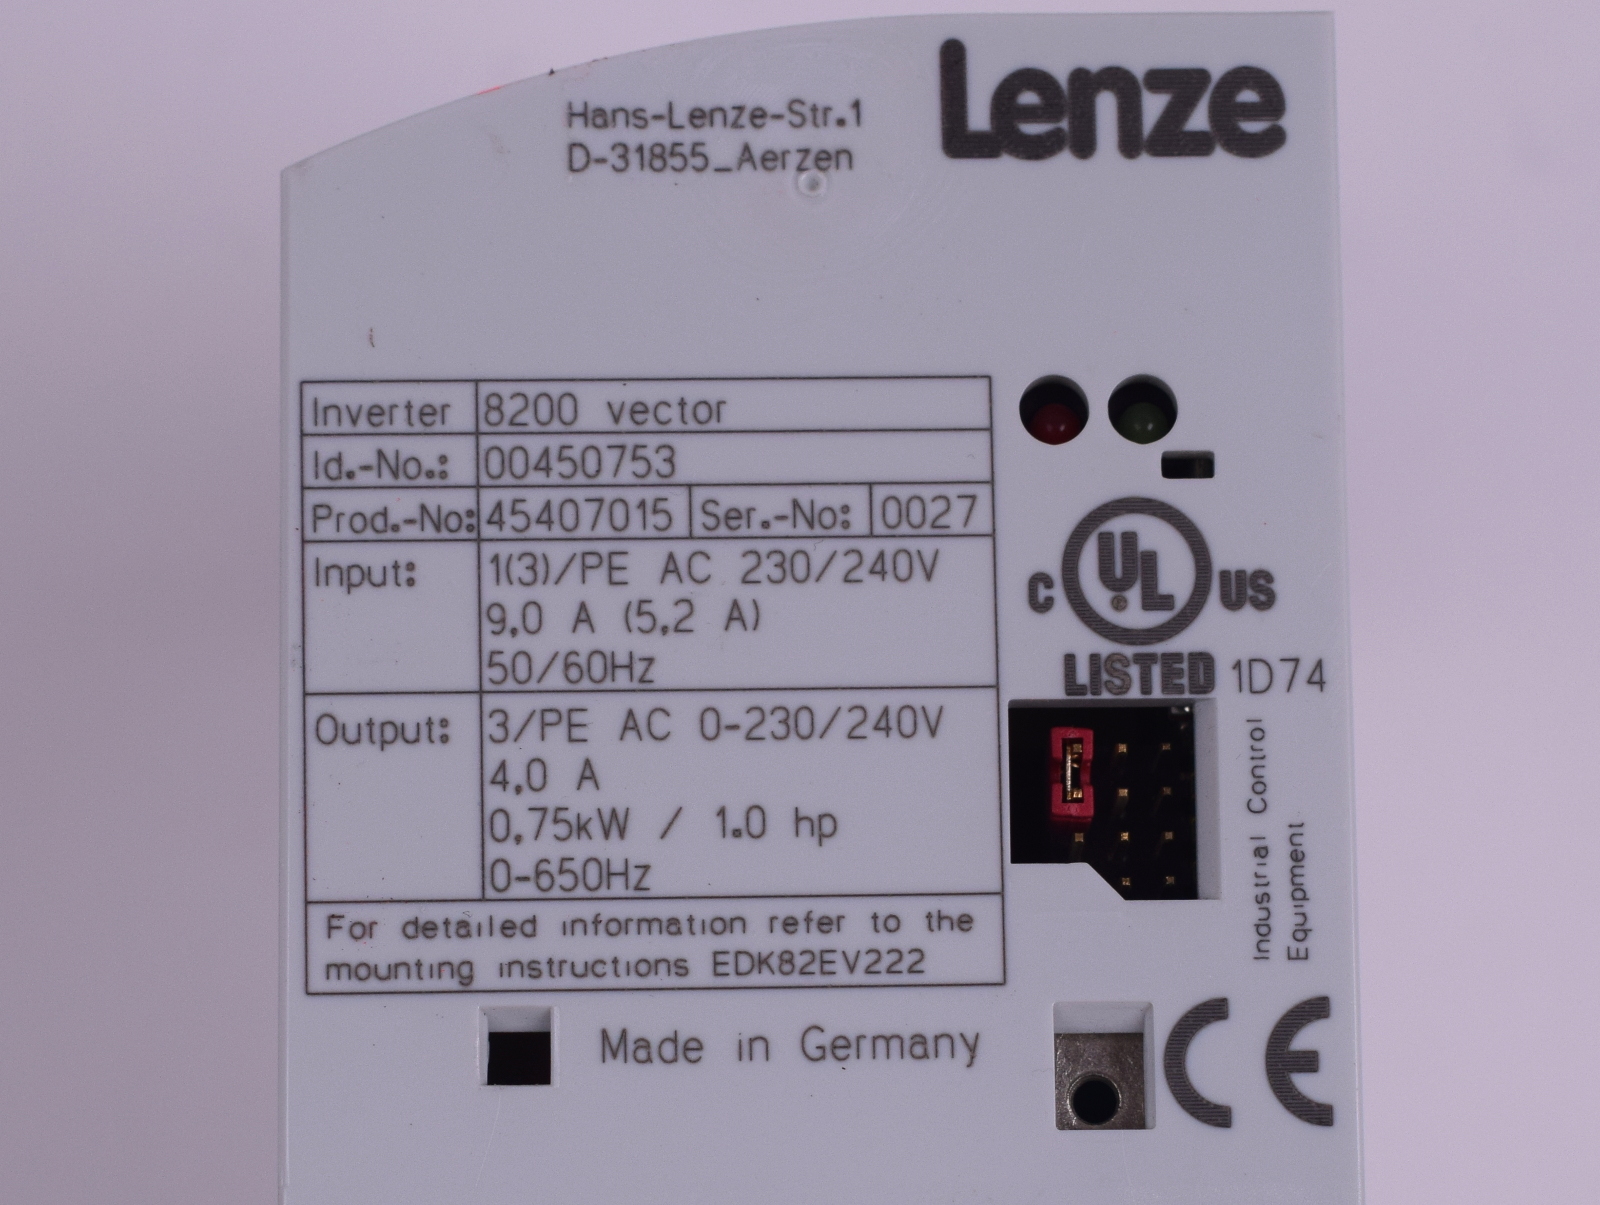 Lenze
Hans-Lenze-Str.1
D-31855_Aerzen
Inverter 8200 vector
Id.-No.: 00450753
Prod.-No: 45407015 Ser.-No: 0027
Input: 1(3)/PE AC 230/240V
9,0 A (5,2 A)
50/60Hz
Output: 3/PE AC 0-230/240V
4,0 A
0,75kW / 1.0 hp
0-650Hz
For detailed information refer to the
mounting instructions EDK82EV222
Made in Germany
C UL US
LISTED 1D74
Industrial Control
Equipment
CE